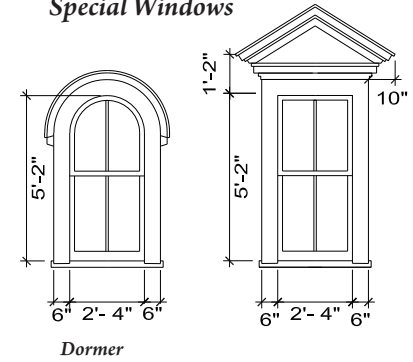 Special Windows
1'-2"
10"
5'-2"
5'-2"
6" 2'- 4" 6"
6" 2'- 4" 6"
Dormer